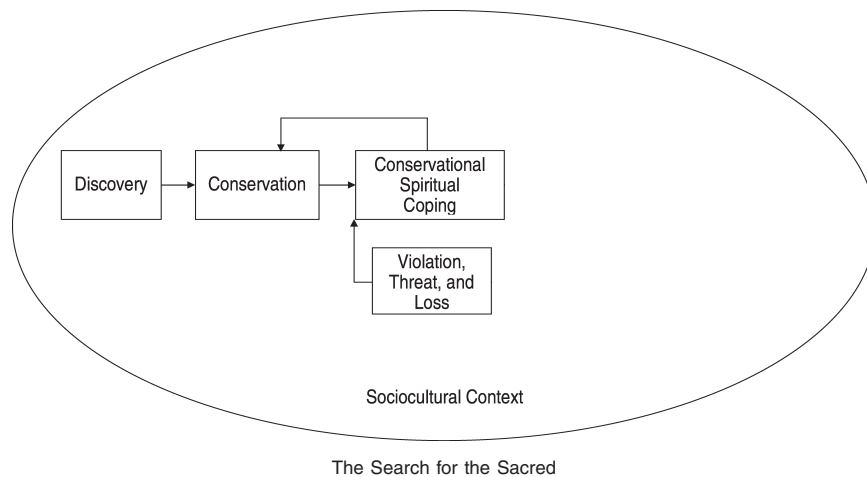 Discovery
Conservation
Conservational
Spiritual
Coping
Violation,
Threat, and
Loss
Sociocultural Context
The Search for the Sacred